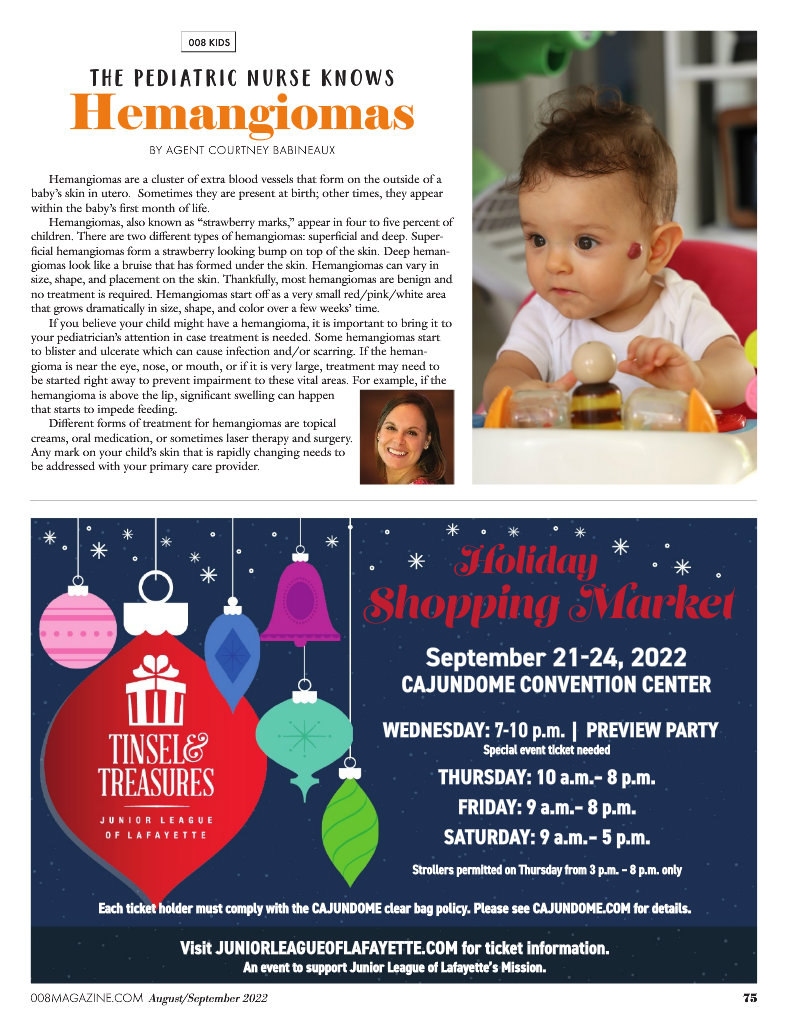 008 KIDS
THE PEDIATRIC NURSE KNOWS
Hemangiomas
BY AGENT COURTNEY BABINEAUX
Hemangiomas are a cluster of extra blood vessels that form on the outside of a
baby’s skin in utero.  Sometimes they are present at birth; other times, they appear
within the baby’s first month of life.
Hemangiomas, also known as “strawberry marks,” appear in four to five percent of
children. There are two different types of hemangiomas: superficial and deep. Super-
ficial hemangiomas form a strawberry looking bump on top of the skin. Deep heman-
giomas look like a bruise that has formed under the skin. Hemangiomas can vary in
size, shape, and placement on the skin. Thankfully, most hemangiomas are benign and
no treatment is required. Hemangiomas start off as a very small red/pink/white area
that grows dramatically in size, shape, and color over a few weeks’ time.
If you believe your child might have a hemangioma, it is important to bring it to
your pediatrician’s attention in case treatment is needed. Some hemangiomas start
to blister and ulcerate which can cause infection and/or scarring. If the heman-
gioma is near the eye, nose, or mouth, or if it is very large, treatment may need to
be started right away to prevent impairment to these vital areas. For example, if the
hemangioma is above the lip, significant swelling can happen
that starts to impede feeding.
Different forms of treatment for hemangiomas are topical
creams, oral medication, or sometimes laser therapy and surgery.
Any mark on your child’s skin that is rapidly changing needs to
be addressed with your primary care provider.
Holiday
Shopping Market
September 21-24, 2022
CAJUNDOME CONVENTION CENTER
WEDNESDAY: 7-10 p.m. | PREVIEW PARTY
Special event ticket needed
THURSDAY: 10 a.m.– 8 p.m.
FRIDAY: 9 a.m.– 8 p.m.
SATURDAY: 9 a.m.– 5 p.m.
Strollers permitted on Thursday from 3 p.m. – 8 p.m. only
TINSEL &
TREASURES
JUNIOR LEAGUE
OF LAFAYETTE
Each ticket holder must comply with the CAJUNDOME clear bag policy. Please see CAJUNDOME.COM for details.
Visit JUNIORLEAGUEOFLAFAYETTE.COM for ticket information.
An event to support Junior League of Lafayette’s Mission.
008MAGAZINE.COM August/September 2022
75